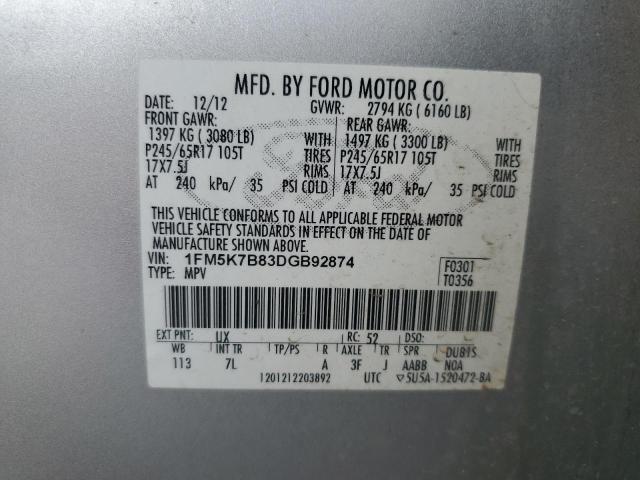 MFD. BY FORD MOTOR CO.
DATE: 12/12 GVWR: 2794 KG ( 6160 LB)
FRONT GAWR: REAR GAWR:
1397 KG ( 3080 LB) WITH 1497 KG ( 3300 LB) WITH
P245/65R17 105T TIRES P245/65R17 105T TIRES
17X7.5J RIMS 17X7.5J RIMS
AT 240 kPa/ 35 PSI COLD AT 240 kPa/ 35 PSI COLD
Ford
THIS VEHICLE CONFORMS TO ALL APPLICABLE FEDERAL MOTOR
VEHICLE SAFETY STANDARDS IN EFFECT ON THE DATE OF
MANUFACTURE SHOWN ABOVE.
VIN: 1FM5K7B83DGB92874 F0301
TYPE: MPV T0356
EXT PNT: UX RC: 52 DSO:
WB INT TR TP/PS R AXLE TR SPR DUB1S
113 7L A 3F J AABB NOA
1201212203892 UTC ▽5U5A-1520472-BA